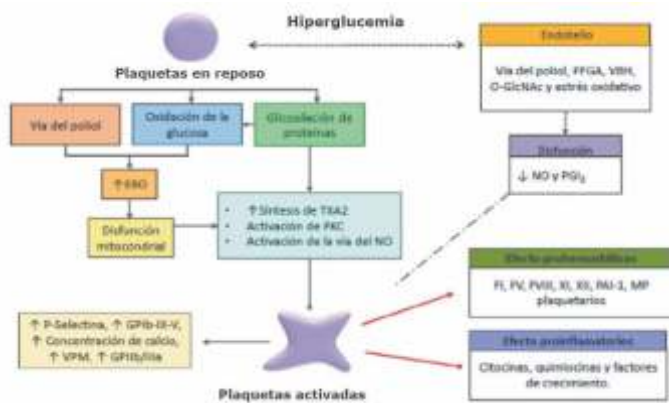 Hiperglucemia
Plaquetas en reposo
Endotelio
Vía del poliol, PFGA, VBH,
O-GlcNAc y estrés oxidativo
Vía del poliol
Oxidación de la
glucosa
Glicosilación de
proteínas
Disfunción
↓ NO y PGI₂
Disfunción
mitocondrial
• ↑Síntesis de TXA2
• Activación de PKC
• Activación de la vía del NO
Efecto
FI, FV, FVIII, XI, XII, PAI-1, MP
plaquetarios
↑ P-Selectina, ↑ GPIb-IX-V,
↑ Concentración de calcio,
↑ VPM, ↑ GPIIb/IIIa
Efecto proinflamatorios
Citocinas, quimiocinas y factores
de crecimiento.
Plaquetas activadas